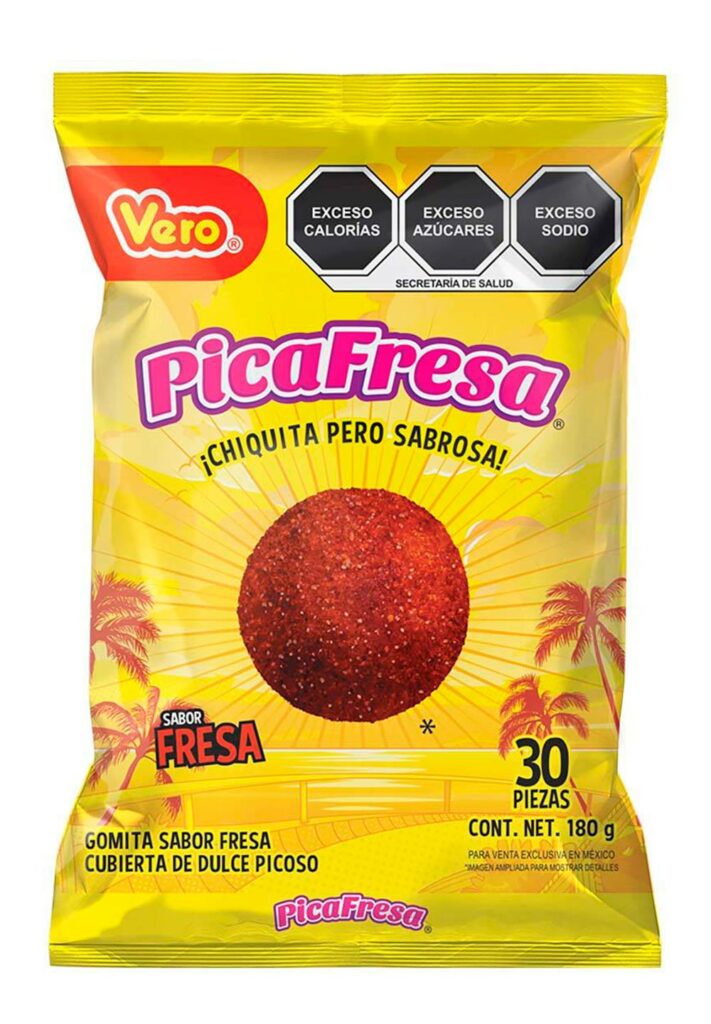 Vero®
EXCESO
CALORÍAS
EXCESO
AZÚCARES
EXCESO
SODIO
SECRETARÍA DE SALUD
PicaFresa®
¡CHIQUITA PERO SABROSA!
*
SABOR
FRESA
30
PIEZAS
CONT. NET. 180 g
GOMITA SABOR FRESA
CUBIERTA DE DULCE PICOSO
PARA VENTA EXCLUSIVA EN MÉXICO
*IMAGEN AMPLIADA PARA MOSTRAR DETALLES
PicaFresa®